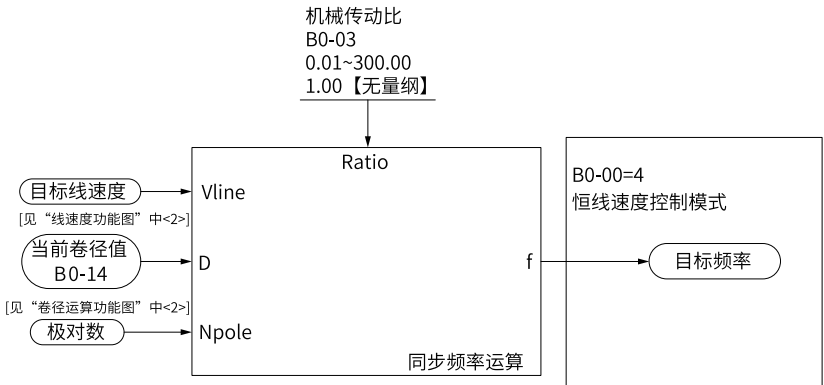 机械传动比
B0-03
0.01~300.00
1.00【无量纲】
Ratio
目标线速度
Vline
[见“线速度功能图”中<2>]
当前卷径值
B0-14
D
[见“卷径运算功能图”中<2>]
极对数
Npole
f
同步频率运算
B0-00=4
恒线速度控制模式
目标频率